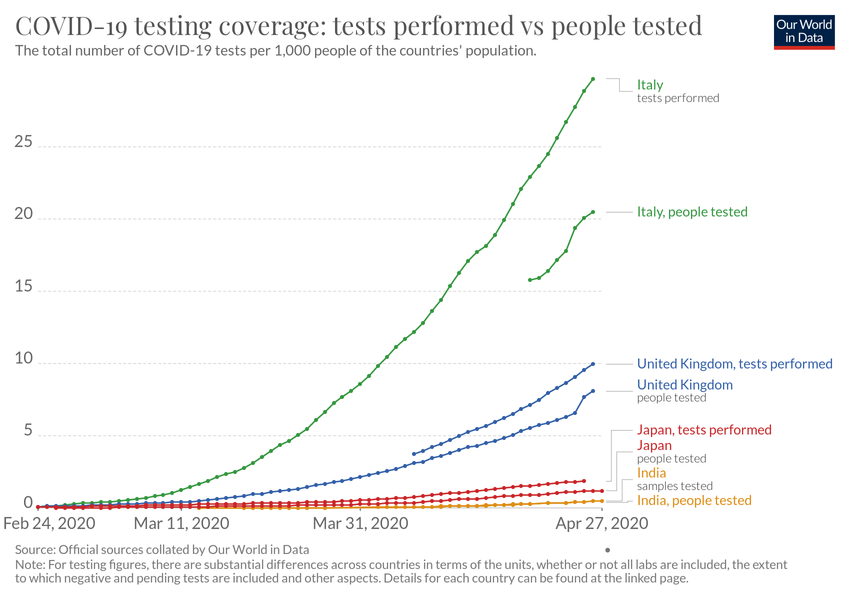 COVID-19 testing coverage: tests performed vs people tested
The total number of COVID-19 tests per 1,000 people of the countries' population.
Our World
in Data
Italy
tests performed
25
20
Italy, people tested
15
10
United Kingdom, tests performed
United Kingdom
people tested
5
Japan, tests performed
Japan
people tested
India
samples tested
India, people tested
0
Feb 24, 2020
Mar 11, 2020
Mar 31, 2020
Apr 27, 2020
Source: Official sources collated by Our World in Data
Note: For testing figures, there are substantial differences across countries in terms of the units, whether or not all labs are included, the extent
to which negative and pending tests are included and other aspects. Details for each country can be found at the linked page.